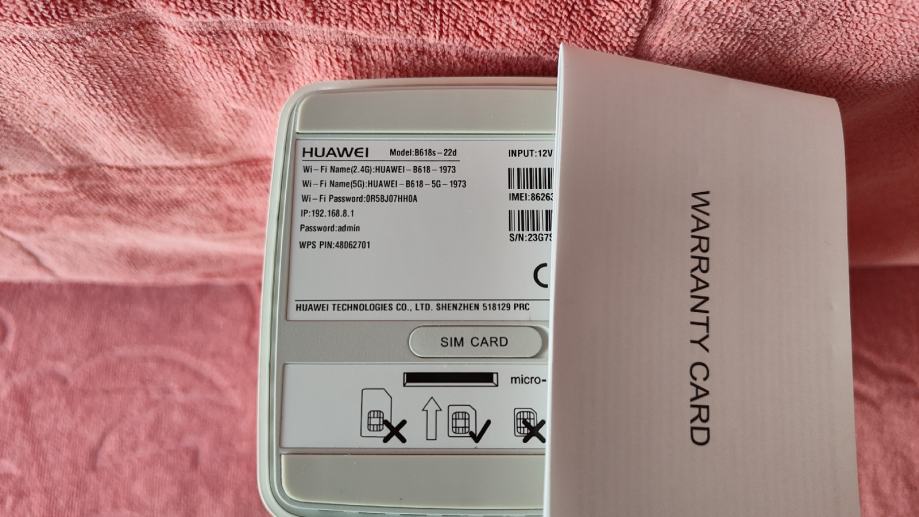 HUAWEI Model:B618s-22d
Wi-Fi Name(2.4G):HUAWEI-B618-1973
Wi-Fi Name(5G):HUAWEI-B618-5G-1973
Wi-Fi Password:0R58J07HH0A
IP:192.168.8.1
Password:admin
WPS PIN:48062701
INPUT:12V
IMEI:86263
S/N:23G7S
HUAWEI TECHNOLOGIES CO., LTD. SHENZHEN 518129 PRC
SIM CARD
micro-
WARRANTY CARD